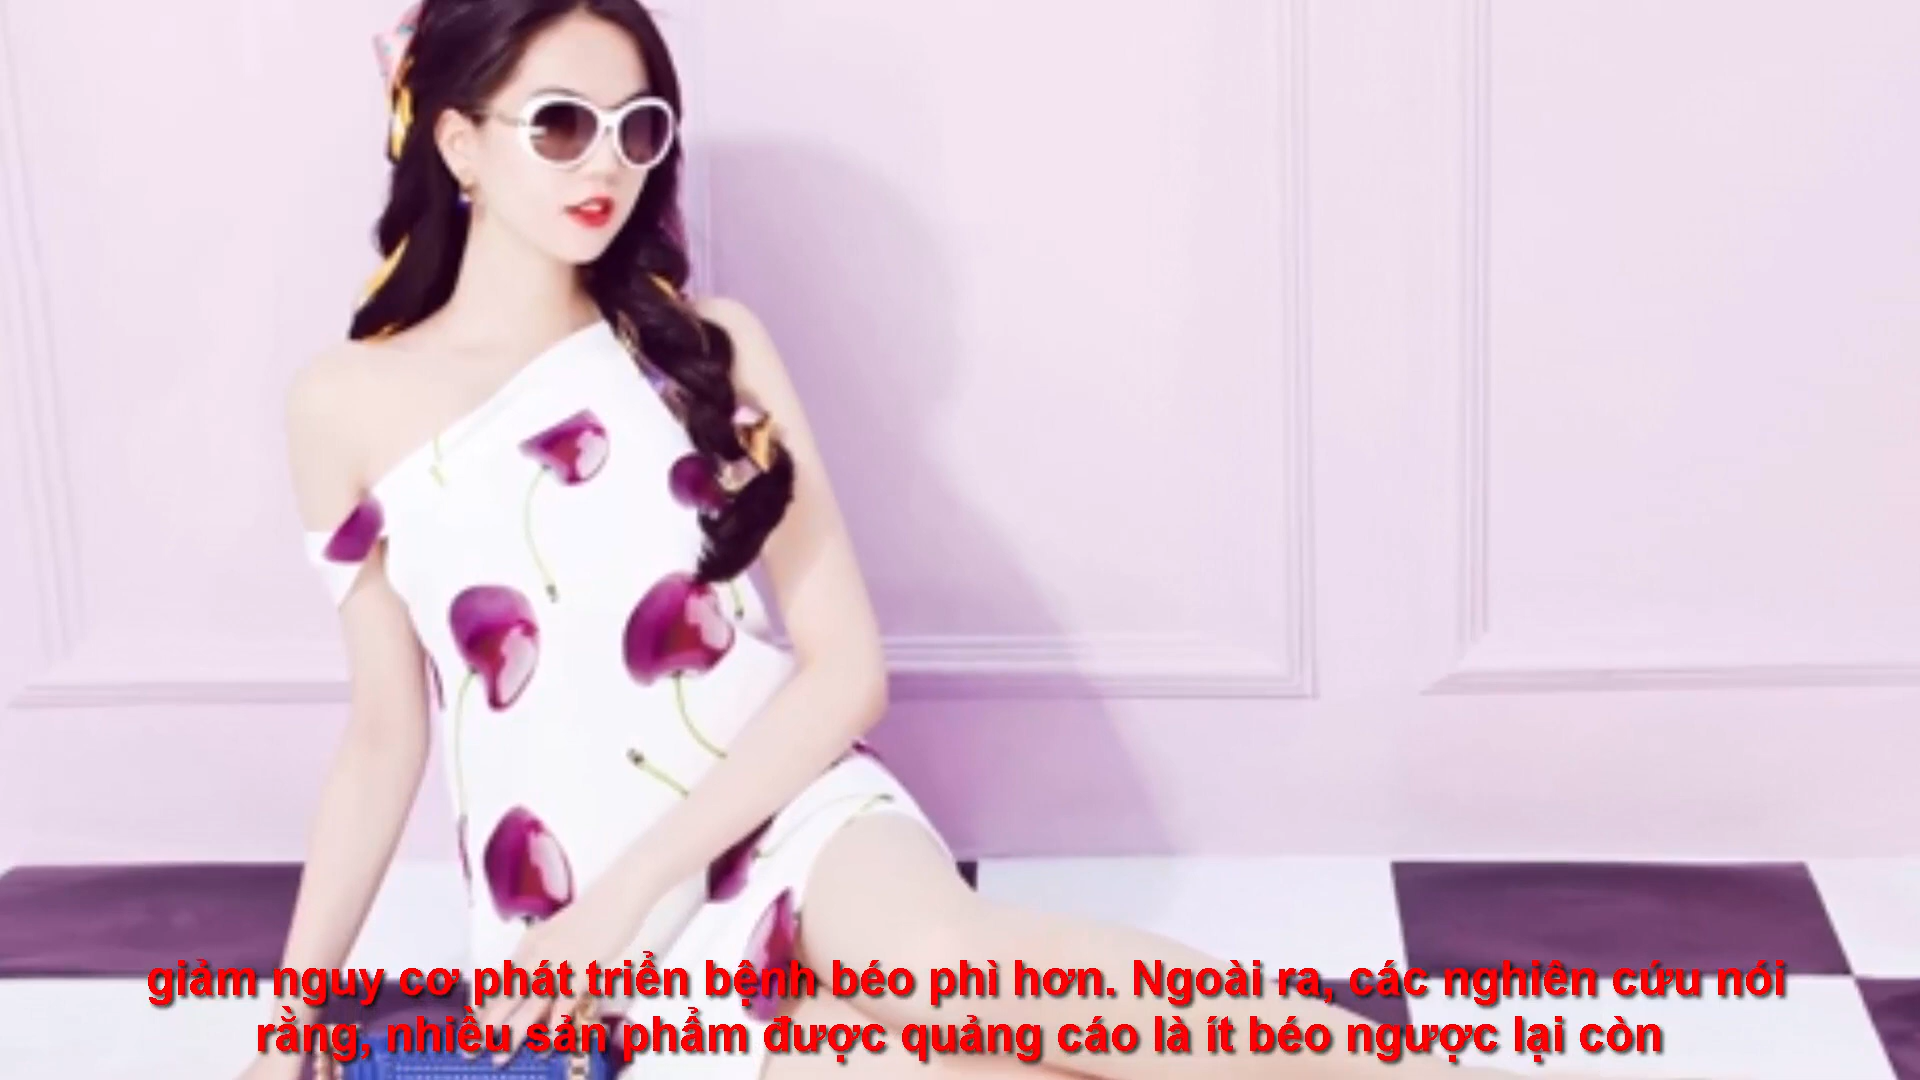 giảm nguy cơ phát triển bệnh béo phì hơn. Ngoài ra, các nghiên cứu nói
rằng, nhiều sản phẩm được quảng cáo là ít béo ngược lại còn